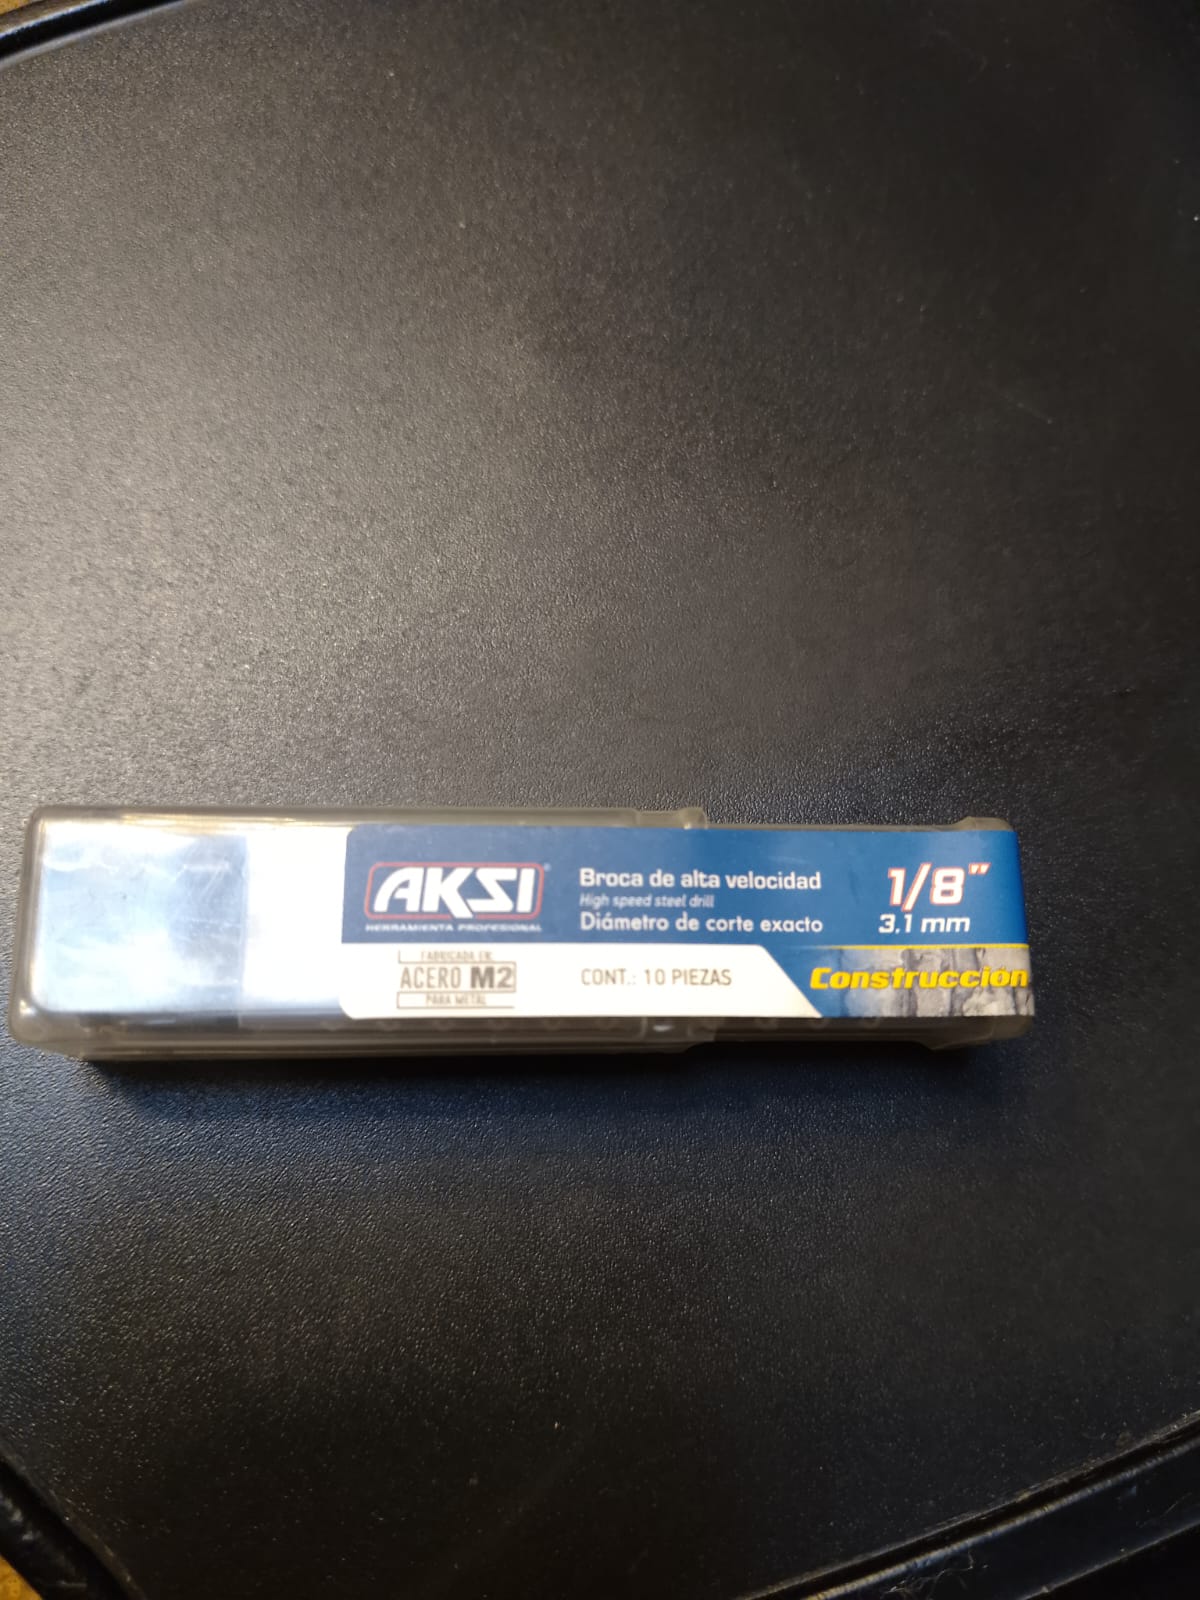 AKSI
HERRAMIENTA PROFESIONAL
Broca de alta velocidad
High speed steel drill
Diámetro de corte exacto
1/8"
3.1 mm
FABRICADA EN:
ACERO M2
PARA METAL
CONT.: 10 PIEZAS
Construcción